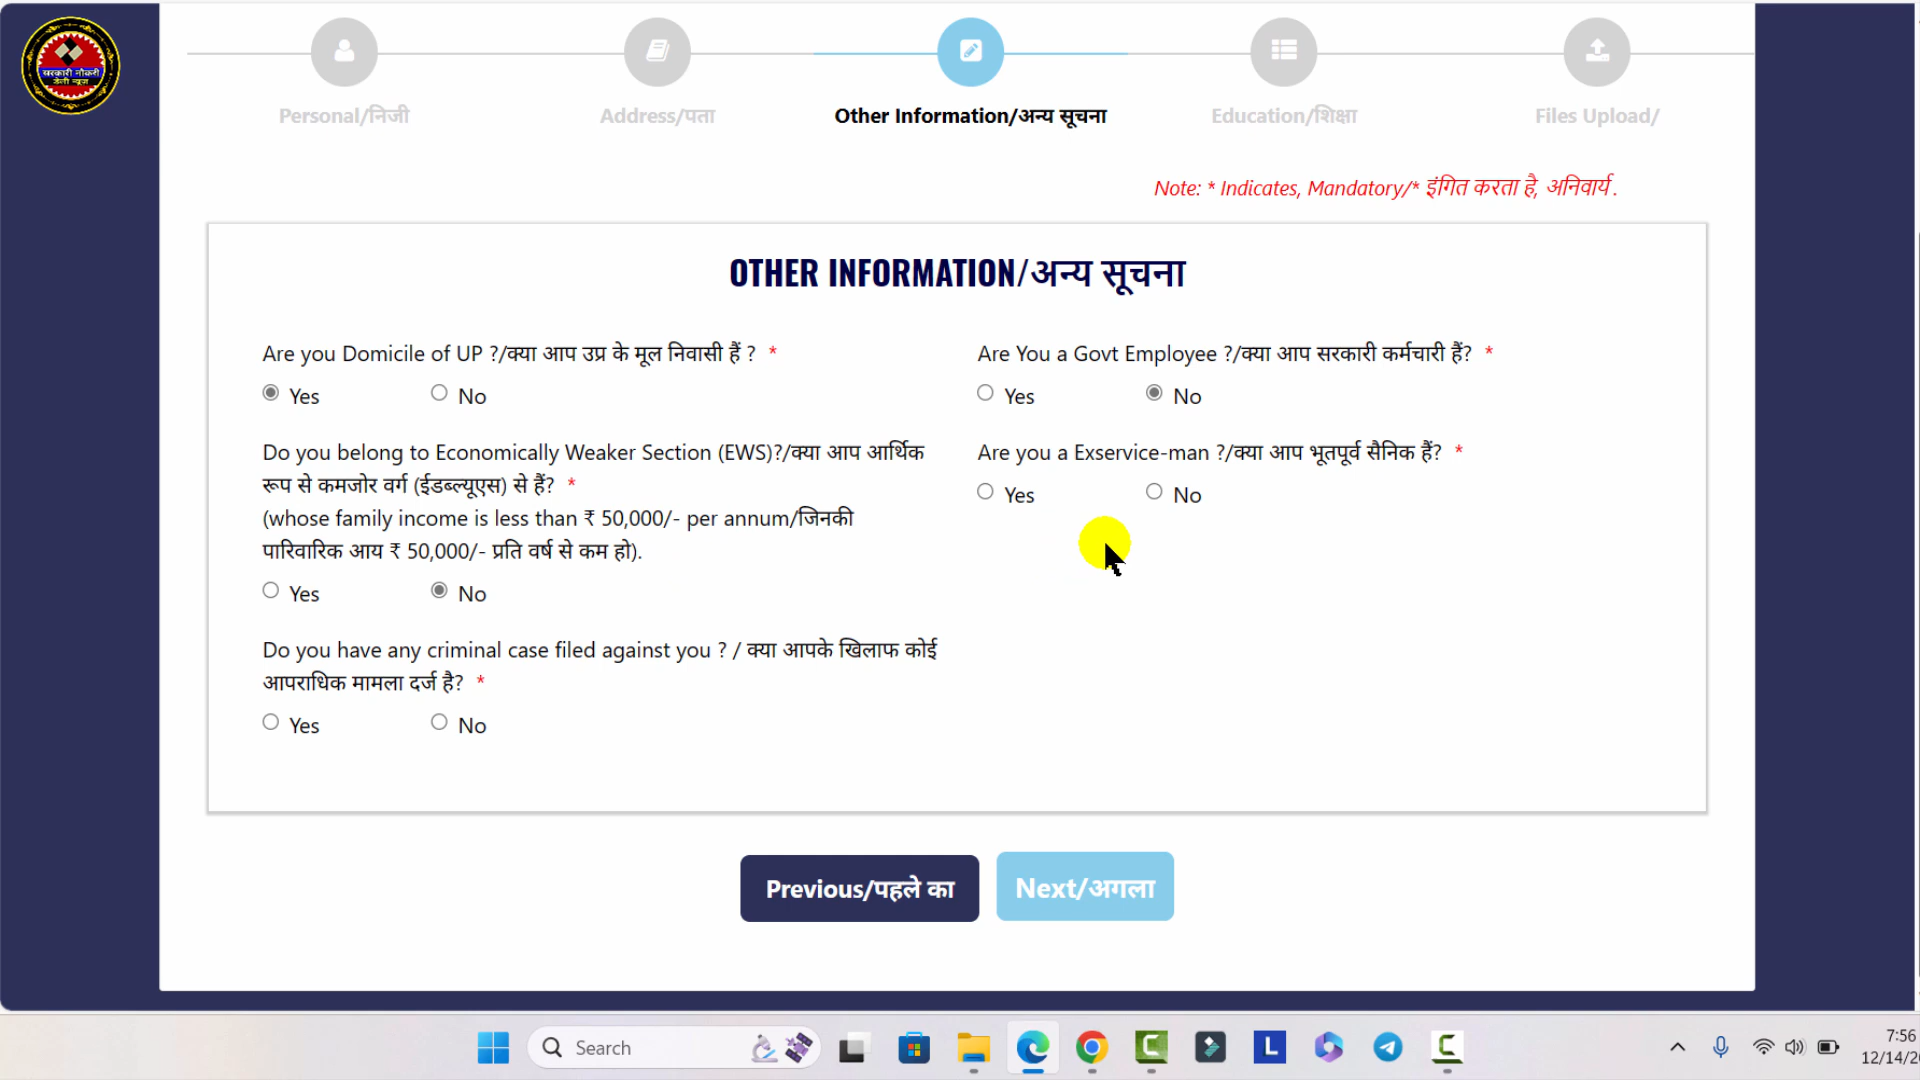 सरकारी नौकरी
डेली न्यूज़
Personal/निजी
Address/पता
Other Information/अन्य सूचना
Education/शिक्षा
Files Upload/
Note: * Indicates, Mandatory/* इंगित करता है, अनिवार्य .
OTHER INFORMATION/अन्य सूचना
Are you Domicile of UP ?/क्या आप उप्र के मूल निवासी हैं ? *
Yes No
Are You a Govt Employee ?/क्या आप सरकारी कर्मचारी हैं? *
Yes No
Do you belong to Economically Weaker Section (EWS)?/क्या आप आर्थिक
रूप से कमजोर वर्ग (ईडब्ल्यूएस) से हैं? *
(whose family income is less than ₹ 50,000/- per annum/जिनकी
पारिवारिक आय ₹ 50,000/- प्रति वर्ष से कम हो).
Yes No
Are you a Exservice-man ?/क्या आप भूतपूर्व सैनिक हैं? *
Yes No
Do you have any criminal case filed against you ? / क्या आपके खिलाफ कोई
आपराधिक मामला दर्ज है? *
Yes No
Previous/पहले का
Next/अगला
Search
L
7:56
12/14/2